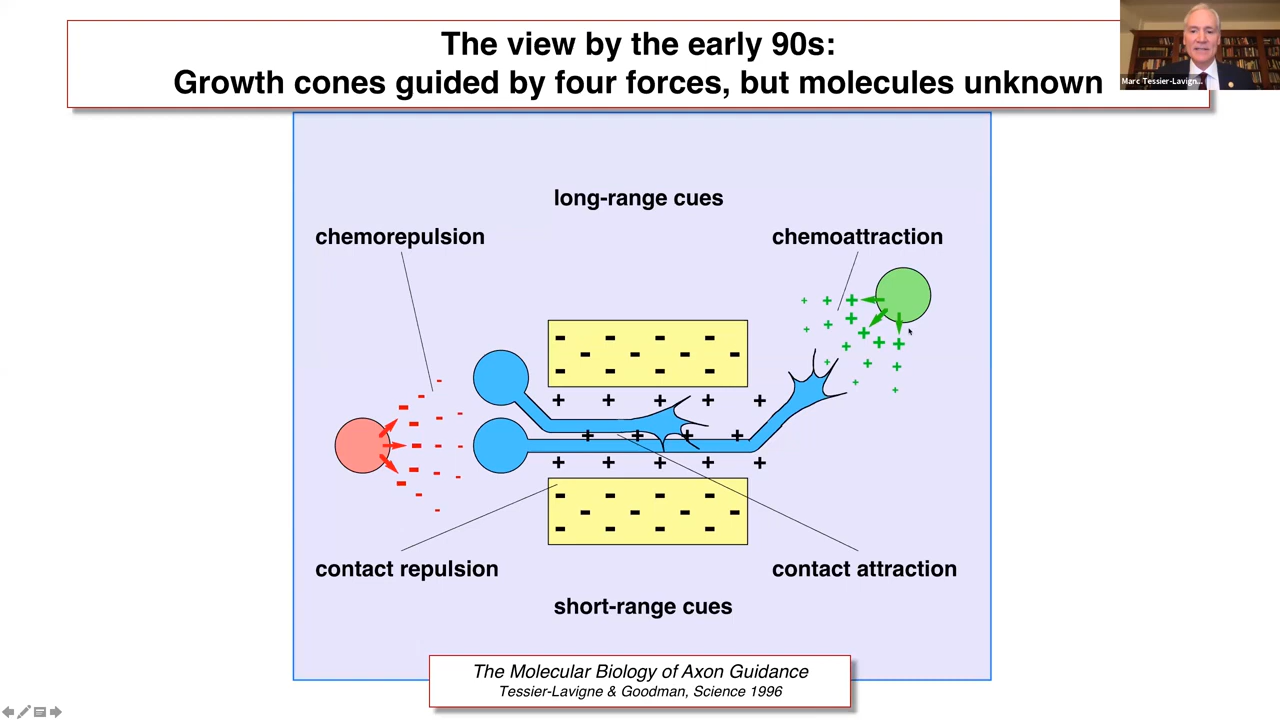 The view by the early 90s:
Growth cones guided by four forces, but molecules unknown
Marc Tessier-Lavign...
long-range cues
chemorepulsion
chemoattraction
contact repulsion
contact attraction
short-range cues
The Molecular Biology of Axon Guidance
Tessier-Lavigne & Goodman, Science 1996